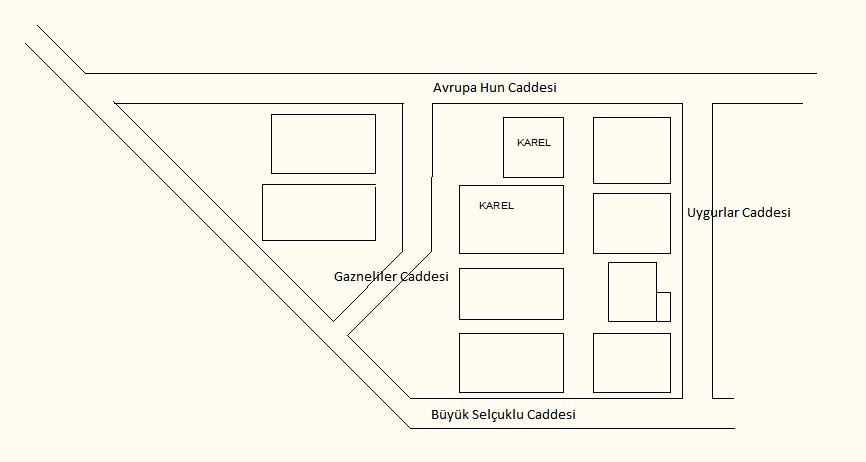 Avrupa Hun Caddesi
KAREL
KAREL
Uygurlar Caddesi
Gazneliler Caddesi
Büyük Selçuklu Caddesi